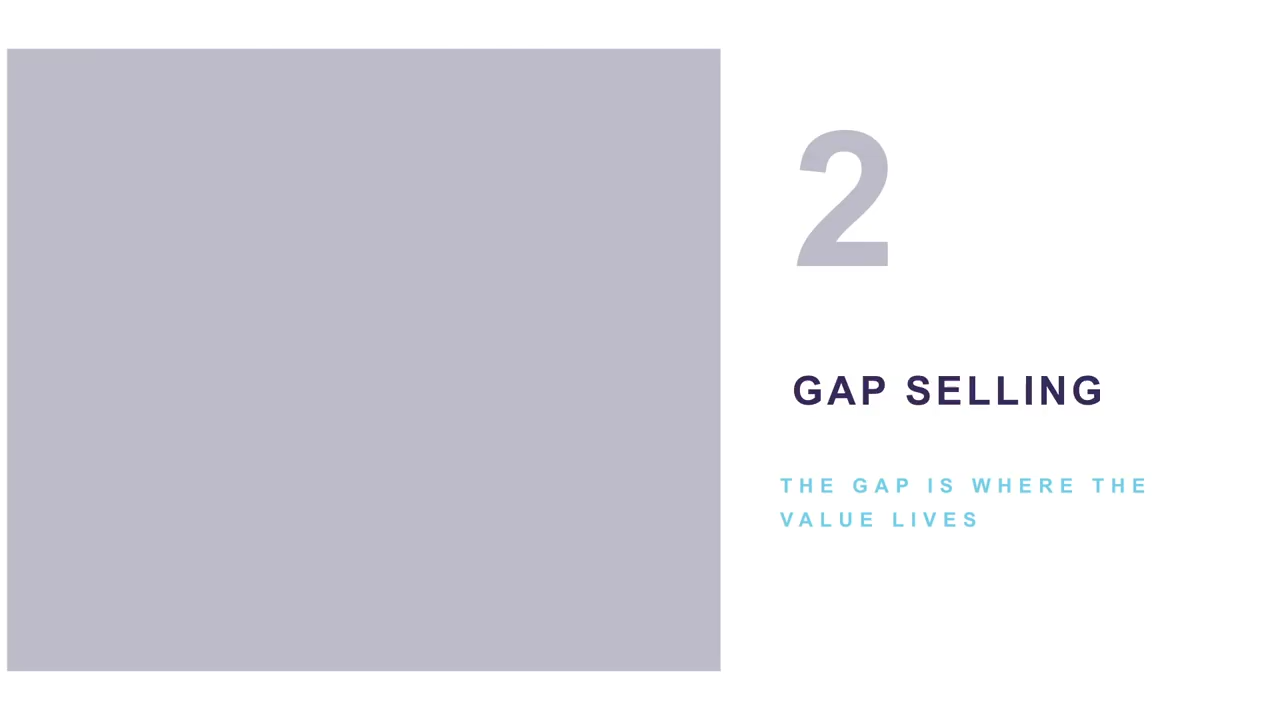 2
GAP SELLING
THE GAP IS WHERE THE
VALUE LIVES